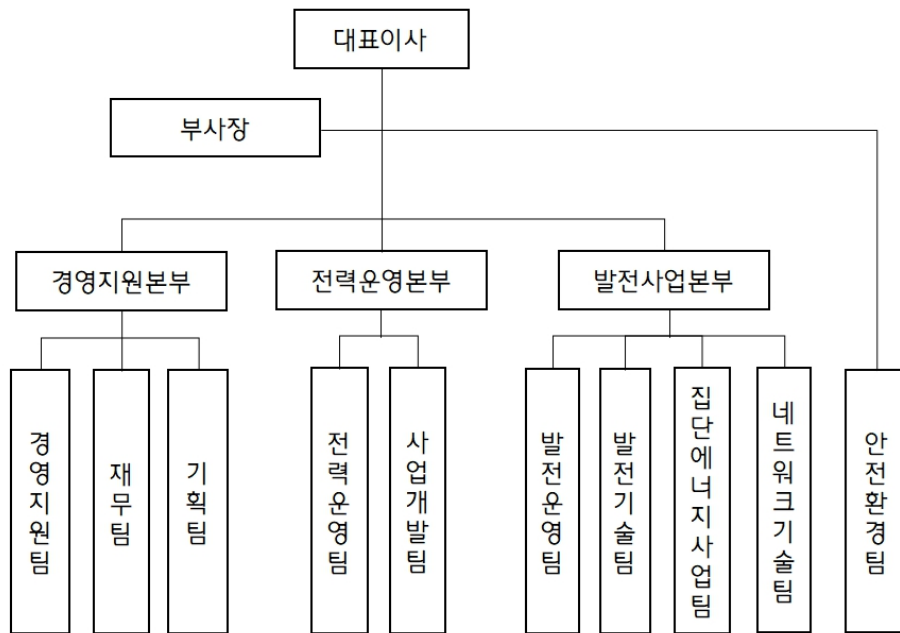 대표이사
부사장
경영지원본부
전력운영본부
발전사업본부
경영지원팀
재무팀
기획팀
전력운영팀
사업개발팀
발전운영팀
발전기술팀
집단에너지사업팀
네트워크기술팀
안전환경팀